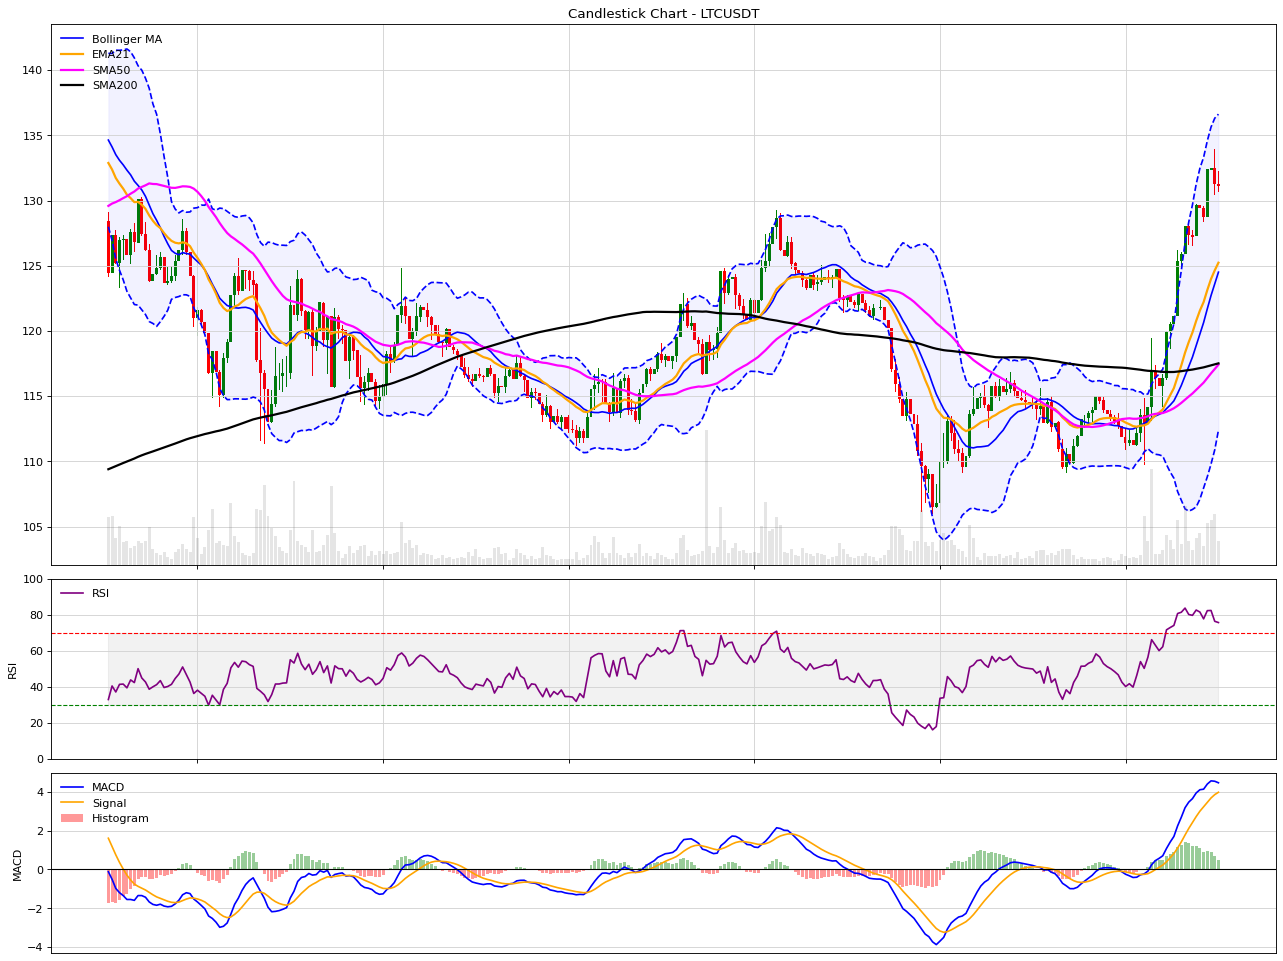 Candlestick Chart - LTCUSDT
Bollinger MA
EMA21
SMA50
SMA200
140
135
130
125
120
115
110
105
RSI
100
80
60
40
20
0
RSI
MACD
Signal
Histogram
4
2
0
−2
−4
MACD